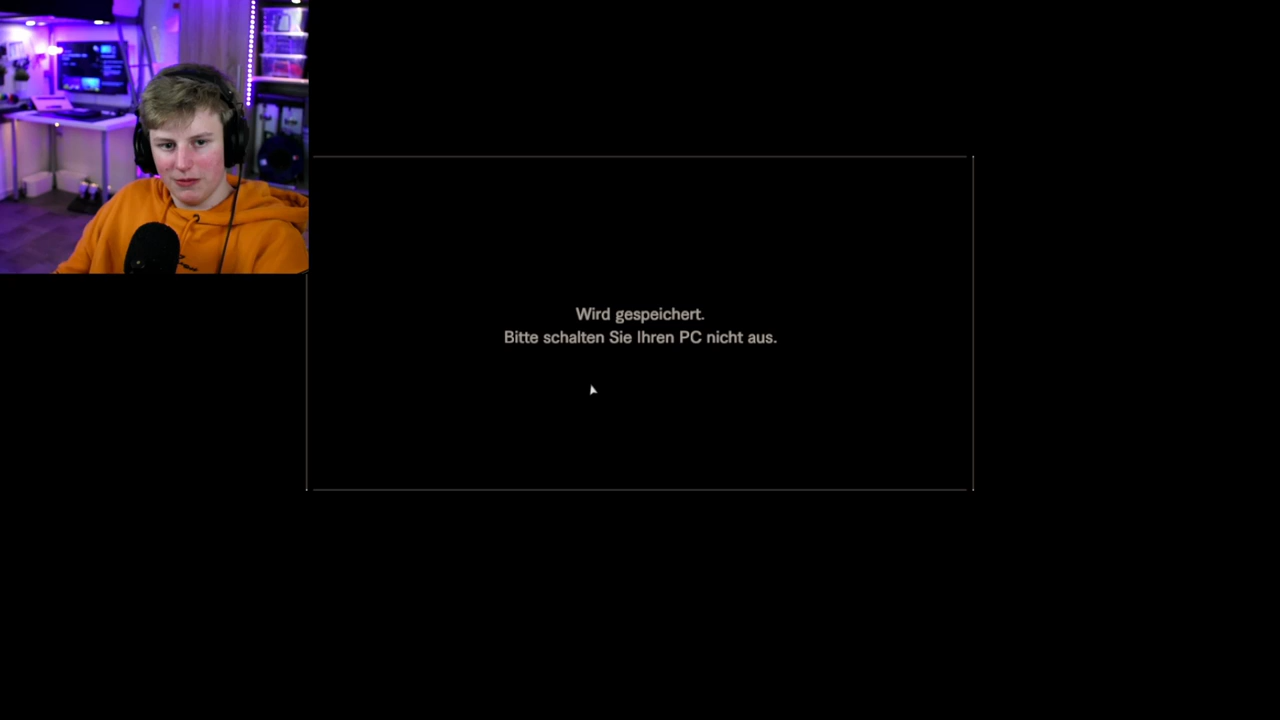 Wird gespeichert.
Bitte schalten Sie Ihren PC nicht aus.